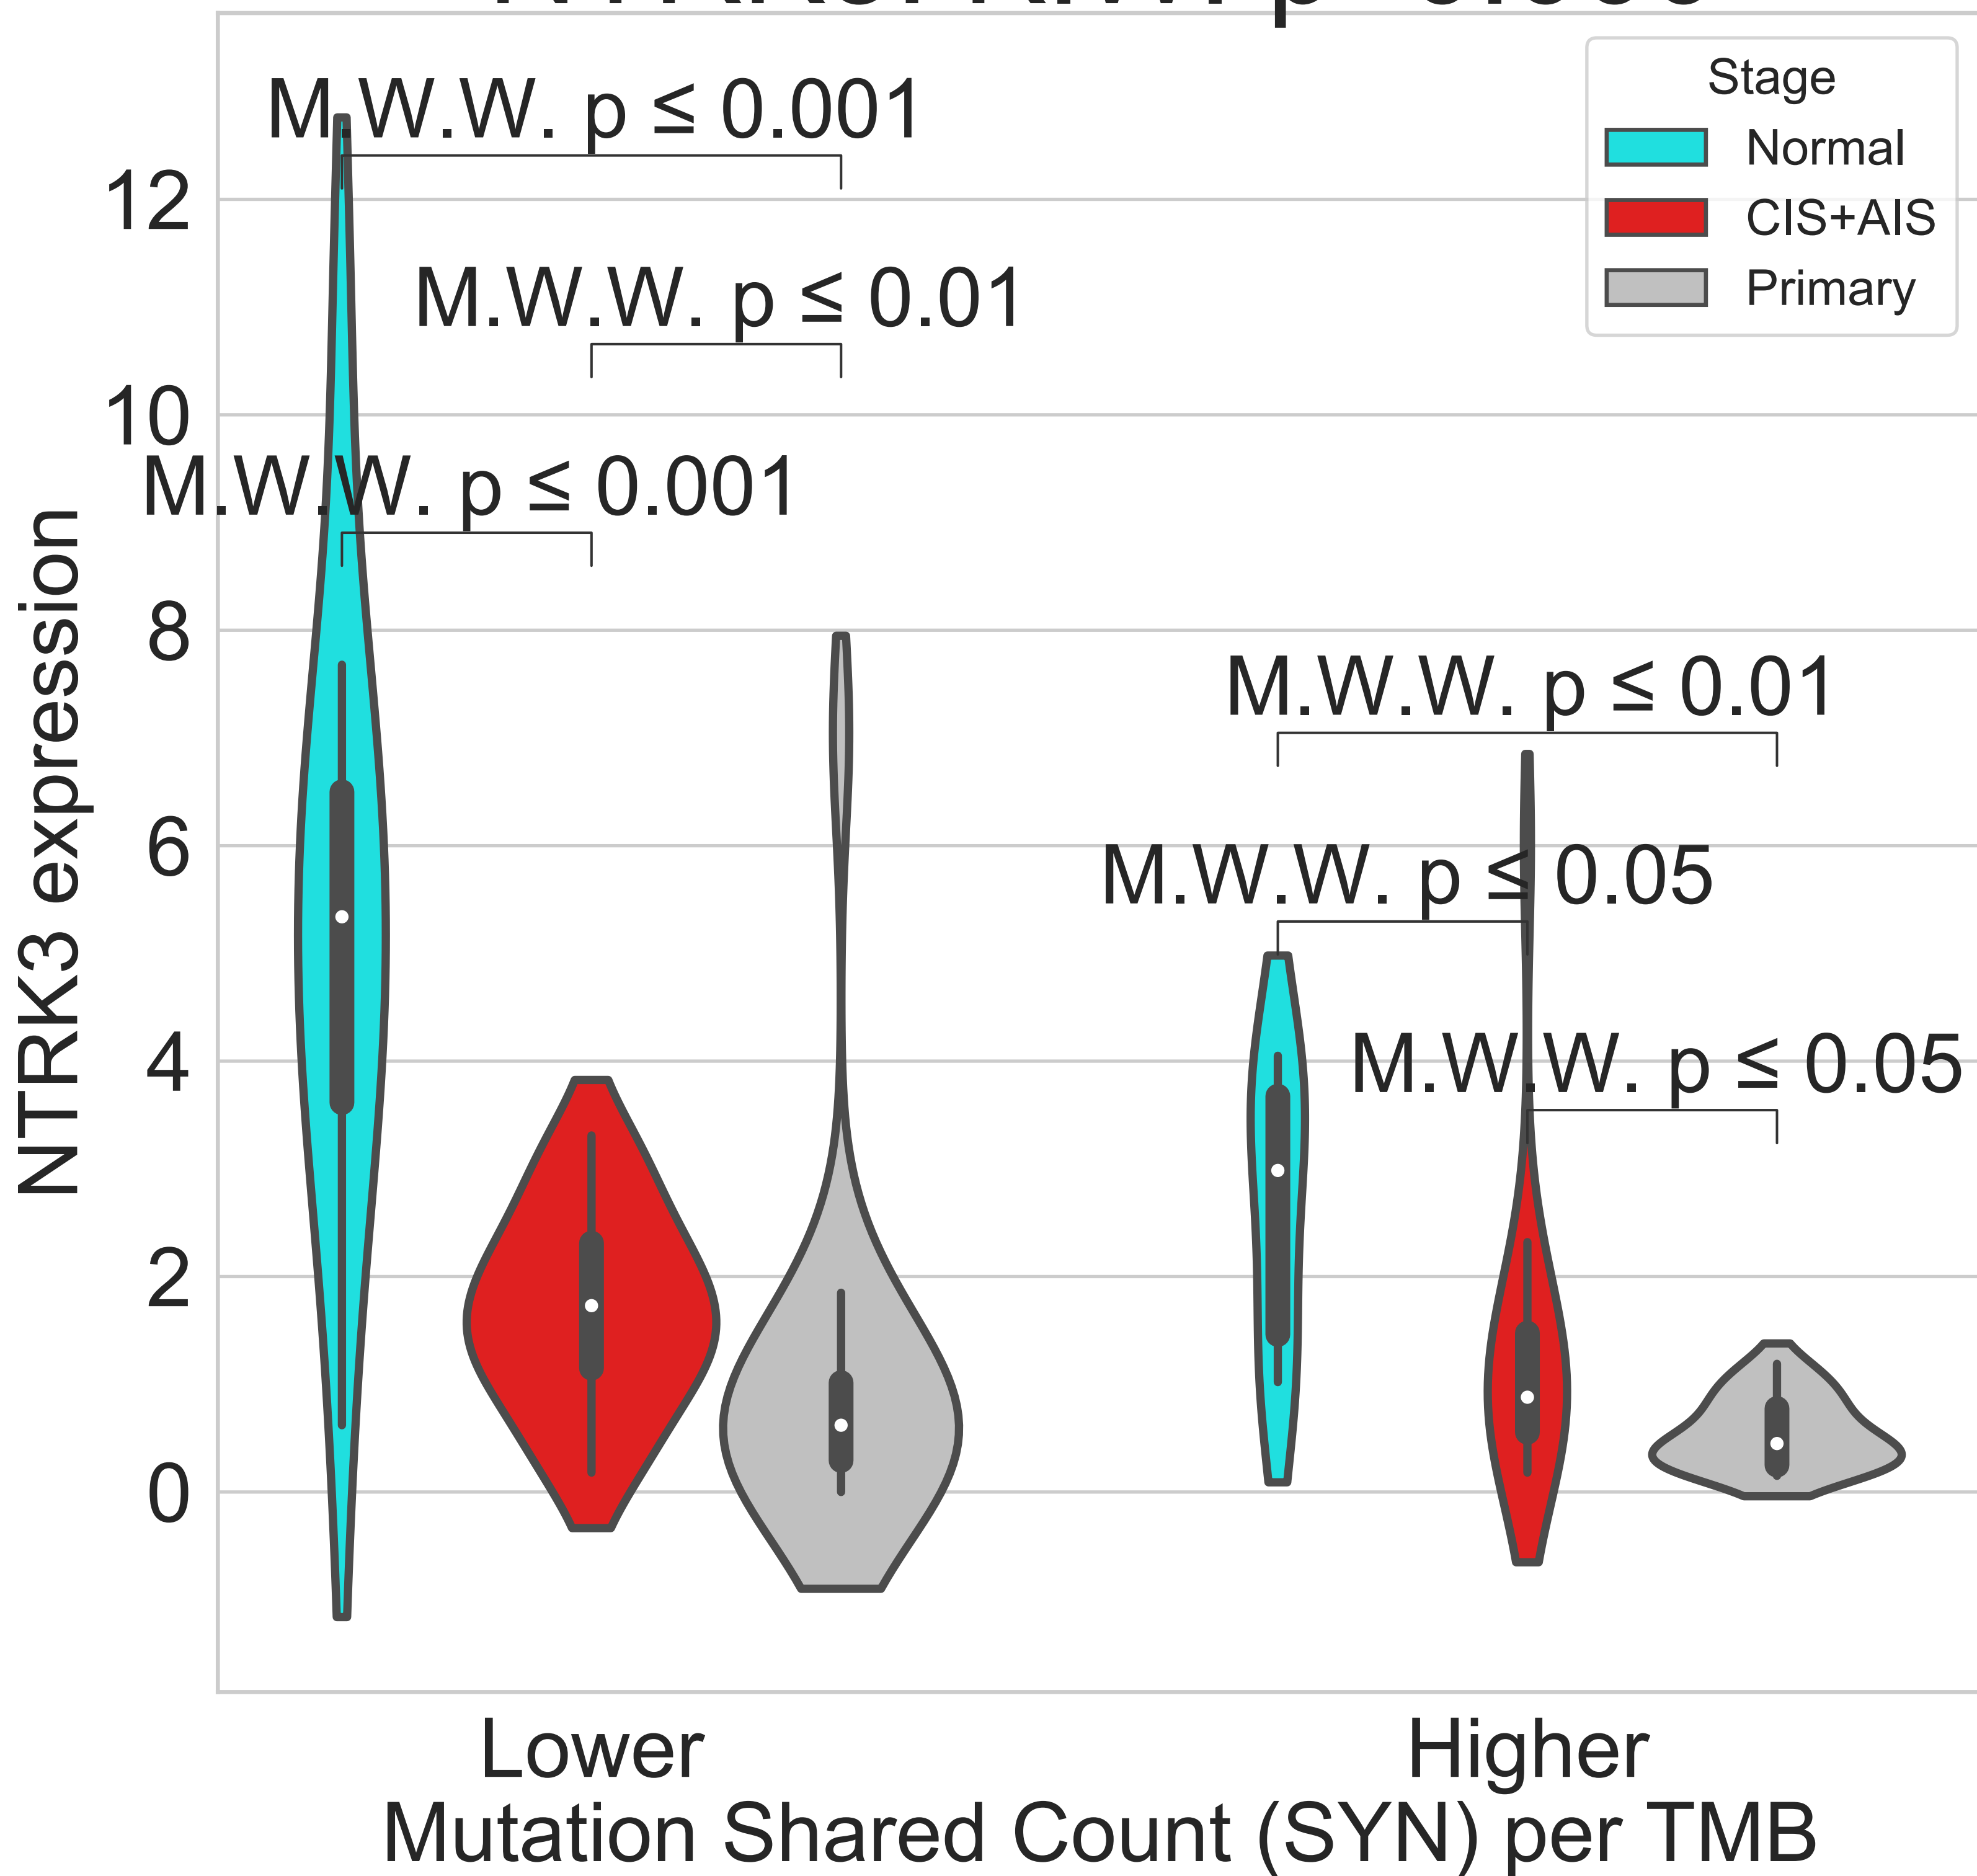 Stage
Normal
CIS+AIS
Primary
M.W.W. p ≤ 0.001
M.W.W. p ≤ 0.01
M.W.W. p ≤ 0.001
M.W.W. p ≤ 0.01
M.W.W. p ≤ 0.05
M.W.W. p ≤ 0.05
12
10
8
6
4
2
0
NTRK3 expression
Lower
Higher
Mutation Shared Count (SYN) per TMB